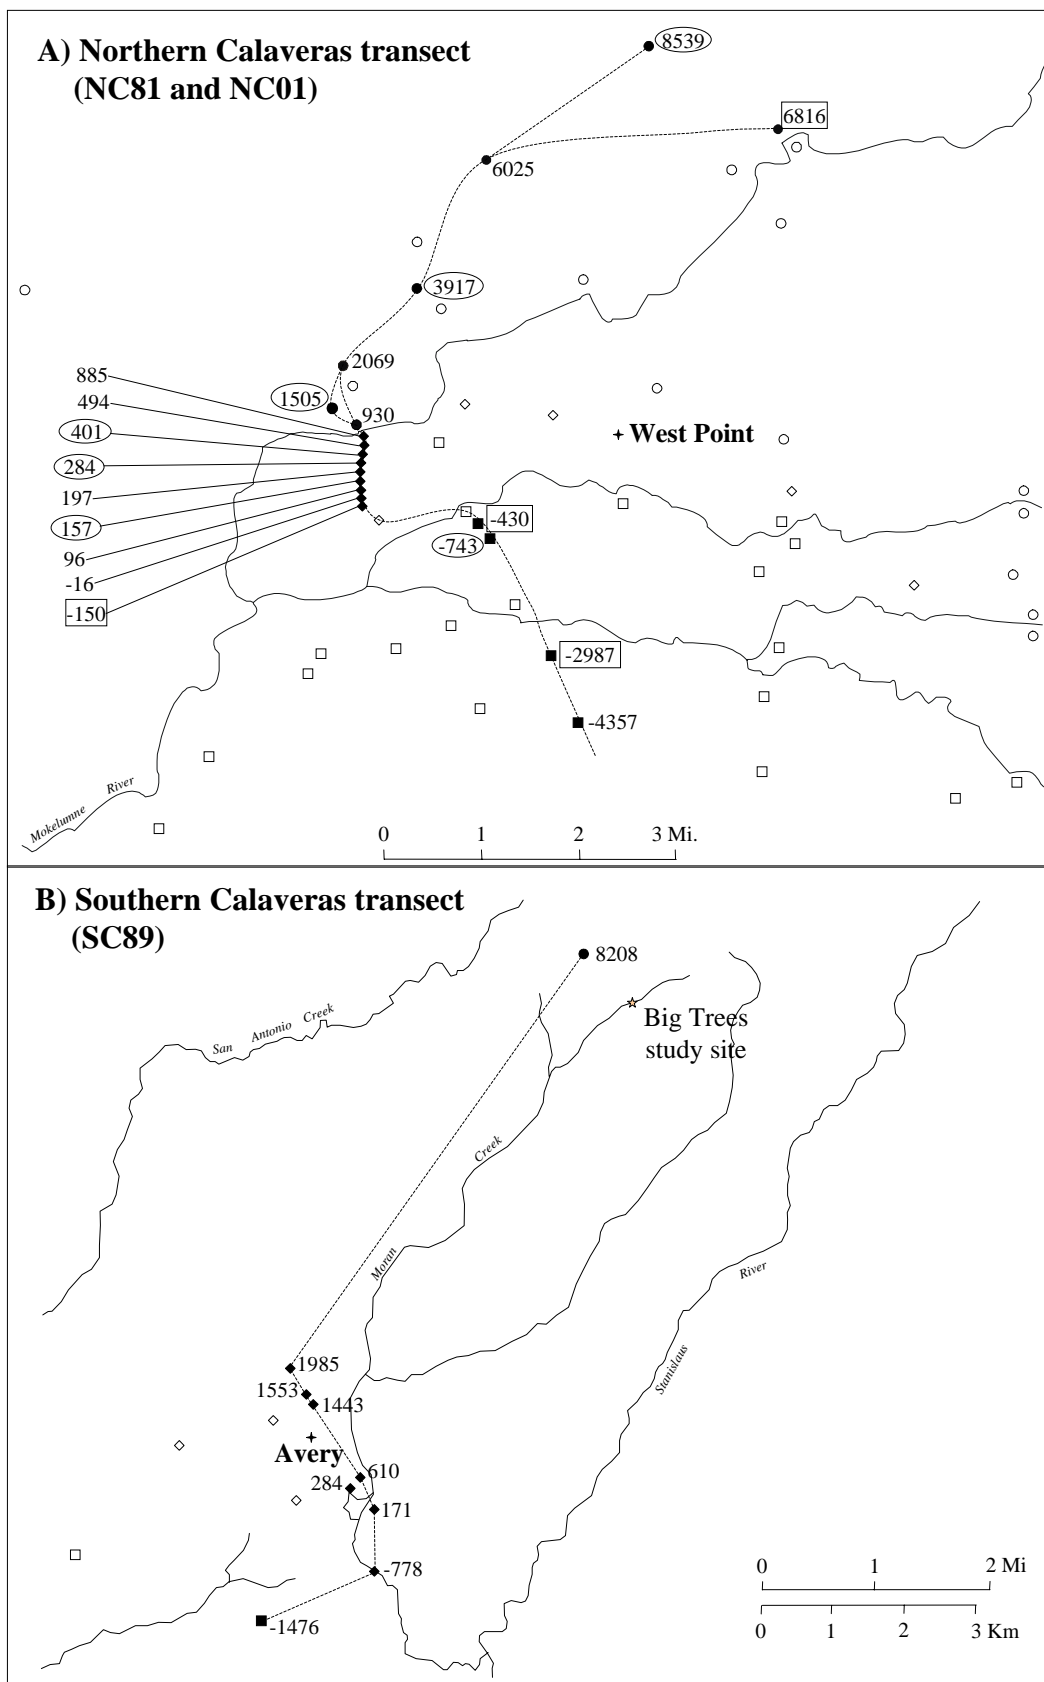 A) Northern Calaveras transect
(NC81 and NC01)
8539
6816
6025
3917
2069
885
1505
494
930
401
West Point
284
197
157
-430
96
-743
-16
-150
-2987
-4357
Mokelumne River
0 1 2 3 Mi.
B) Southern Calaveras transect
(SC89)
8208
San Antonio Creek
Big Trees
study site
Creek
Moran
River
Stanislaus
1985
1553
1443
Avery
610
284
171
-778
0 1 2 Mi
-1476
0 1 2 3 Km